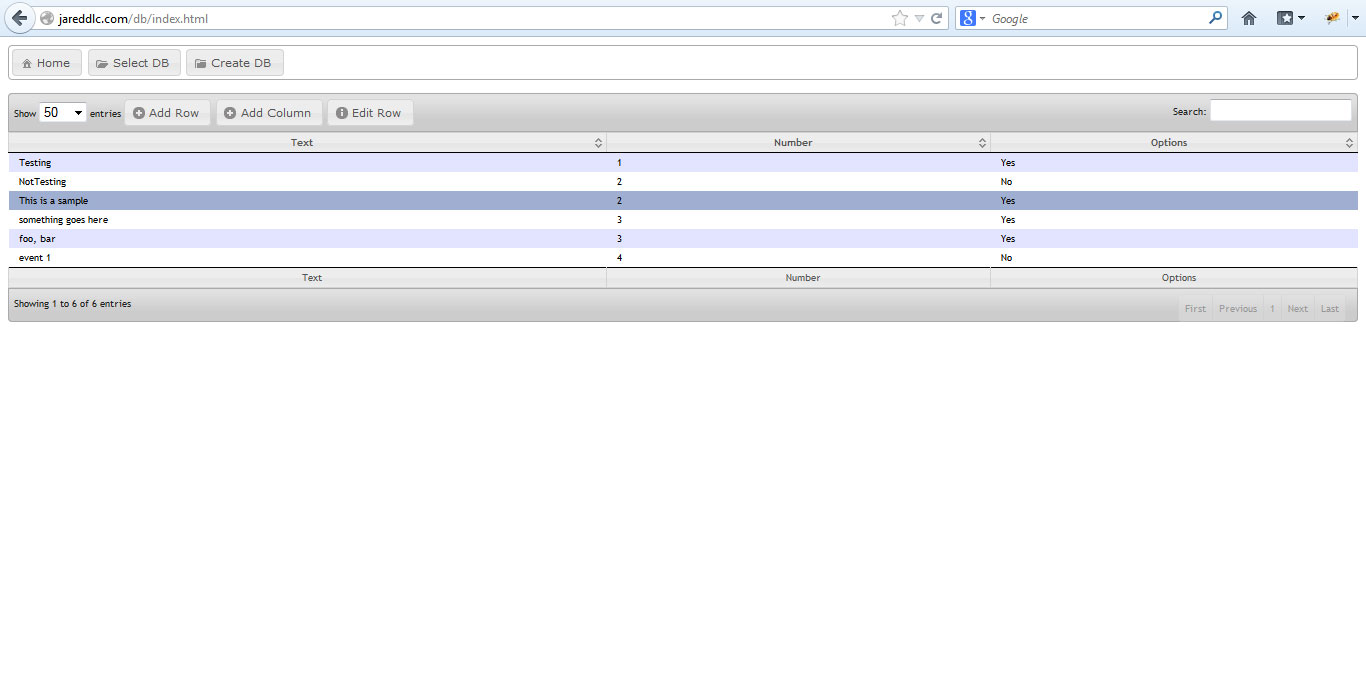 jareddlc.com/db/index.html
Google
Home Select DB Create DB
Show 50 entries Add Row Add Column Edit Row Search:
Text Number Options
Testing 1 Yes
NotTesting 2 No
This is a sample 2 Yes
something goes here 3 Yes
foo, bar 3 Yes
event 1 4 No
Text Number Options
Showing 1 to 6 of 6 entries
First Previous 1 Next Last